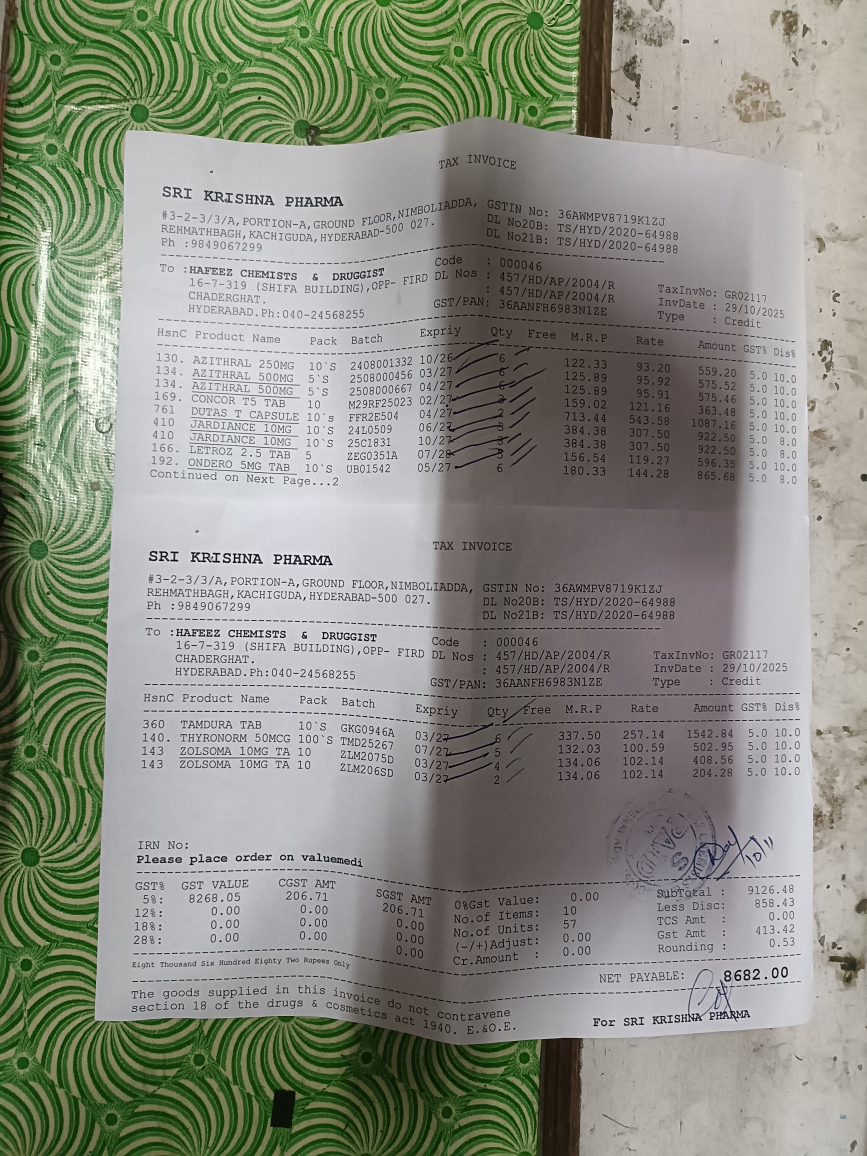 TAX INVOICE
SRI KRISHNA PHARMA
#3-2-3/3/A, PORTION-A, GROUND FLOOR, NIMBOLIADDA, GSTIN No: 36AWMPV8719K1ZJ
REHMATHBAGH, KACHIGUDA, HYDERABAD-500 027. DL No20B: TS/HYD/2020-64988
Ph :9849067299 DL No21B: TS/HYD/2020-64988
To :HAFEEZ CHEMISTS & DRUGGIST Code : 000046
16-7-319 (SHIFA BUILDING),OPP- FIRD DL Nos : 457/HD/AP/2004/R TaxInvNo: GR02117
CHADERGHAT. : 457/HD/AP/2004/R InvDate : 29/10/2025
HYDERABAD.Ph:040-24568255 GST/PAN: 36AANFH6983N1ZE Type : Credit
HsnC Product Name Pack Batch Expriy Qty Free M.R.P Rate Amount GST% Dis%
130. AZITHRAL 250MG 10`S 2408001332 10/26 6 122.33 93.20 559.20 5.0 10.0
134. AZITHRAL 500MG 5`S 2508000456 03/27 6 125.89 95.92 575.52 5.0 10.0
134. AZITHRAL 500MG 5`S 2508000667 04/27 6 125.89 95.91 575.46 5.0 10.0
169. CONCOR T5 TAB 10 M29RF25023 02/27 3 159.02 121.16 363.48 5.0 10.0
761 DUTAS T CAPSULE 10`s FFR2E504 04/27 2 713.44 543.58 1087.16 5.0 10.0
410 JARDIANCE 10MG 10`S 24L0509 06/27 3 384.38 307.50 922.50 5.0 8.0
410 JARDIANCE 10MG 10`S 25C1831 10/27 3 384.38 307.50 922.50 5.0 8.0
166. LETROZ 2.5 TAB 5 ZEG0351A 07/28 5 156.54 119.27 596.35 5.0 10.0
192. ONDERO 5MG TAB 10`S UB01542 05/27 6 180.33 144.28 865.68 5.0 8.0
Continued on Next Page...2
TAX INVOICE
SRI KRISHNA PHARMA
#3-2-3/3/A, PORTION-A, GROUND FLOOR, NIMBOLIADDA, GSTIN No: 36AWMPV8719K1ZJ
REHMATHBAGH, KACHIGUDA, HYDERABAD-500 027. DL No20B: TS/HYD/2020-64988
Ph :9849067299 DL No21B: TS/HYD/2020-64988
To :HAFEEZ CHEMISTS & DRUGGIST Code : 000046
16-7-319 (SHIFA BUILDING),OPP- FIRD DL Nos : 457/HD/AP/2004/R TaxInvNo: GR02117
CHADERGHAT. : 457/HD/AP/2004/R InvDate : 29/10/2025
HYDERABAD.Ph:040-24568255 GST/PAN: 36AANFH6983N1ZE Type : Credit
HsnC Product Name Pack Batch Expriy Qty Free M.R.P Rate Amount GST% Dis%
360 TAMDURA TAB 10`S GKG0946A 03/27 6 337.50 257.14 1542.84 5.0 10.0
140. THYRONORM 50MCG 100`S TMD25267 07/27 5 132.03 100.59 502.95 5.0 10.0
143 ZOLSOMA 10MG TA 10 ZLM2075D 03/27 4 134.06 102.14 408.56 5.0 10.0
143 ZOLSOMA 10MG TA 10 ZLM206SD 03/27 2 134.06 102.14 204.28 5.0 10.0
10/11
IRN No:
Please place order on valuemedi
GST% GST VALUE CGST AMT SGST AMT 0%Gst Value: 0.00 SubTotal : 9126.48
5%: 8268.05 206.71 206.71 No.of Items: 10 Less Disc: 858.43
12%: 0.00 0.00 0.00 No.of Units: 57 TCS Amt : 0.00
18%: 0.00 0.00 0.00 (-/+)Adjust: 0.00 Gst Amt : 413.42
28%: 0.00 0.00 0.00 Cr.Amount : 0.00 Rounding : 0.53
Eight Thousand Six Hundred Eighty Two Rupees Only
NET PAYABLE: 8682.00
The goods supplied in this invoice do not contravene
section 18 of the drugs & cosmetics act 1940. E.&O.E.
For SRI KRISHNA PHARMA